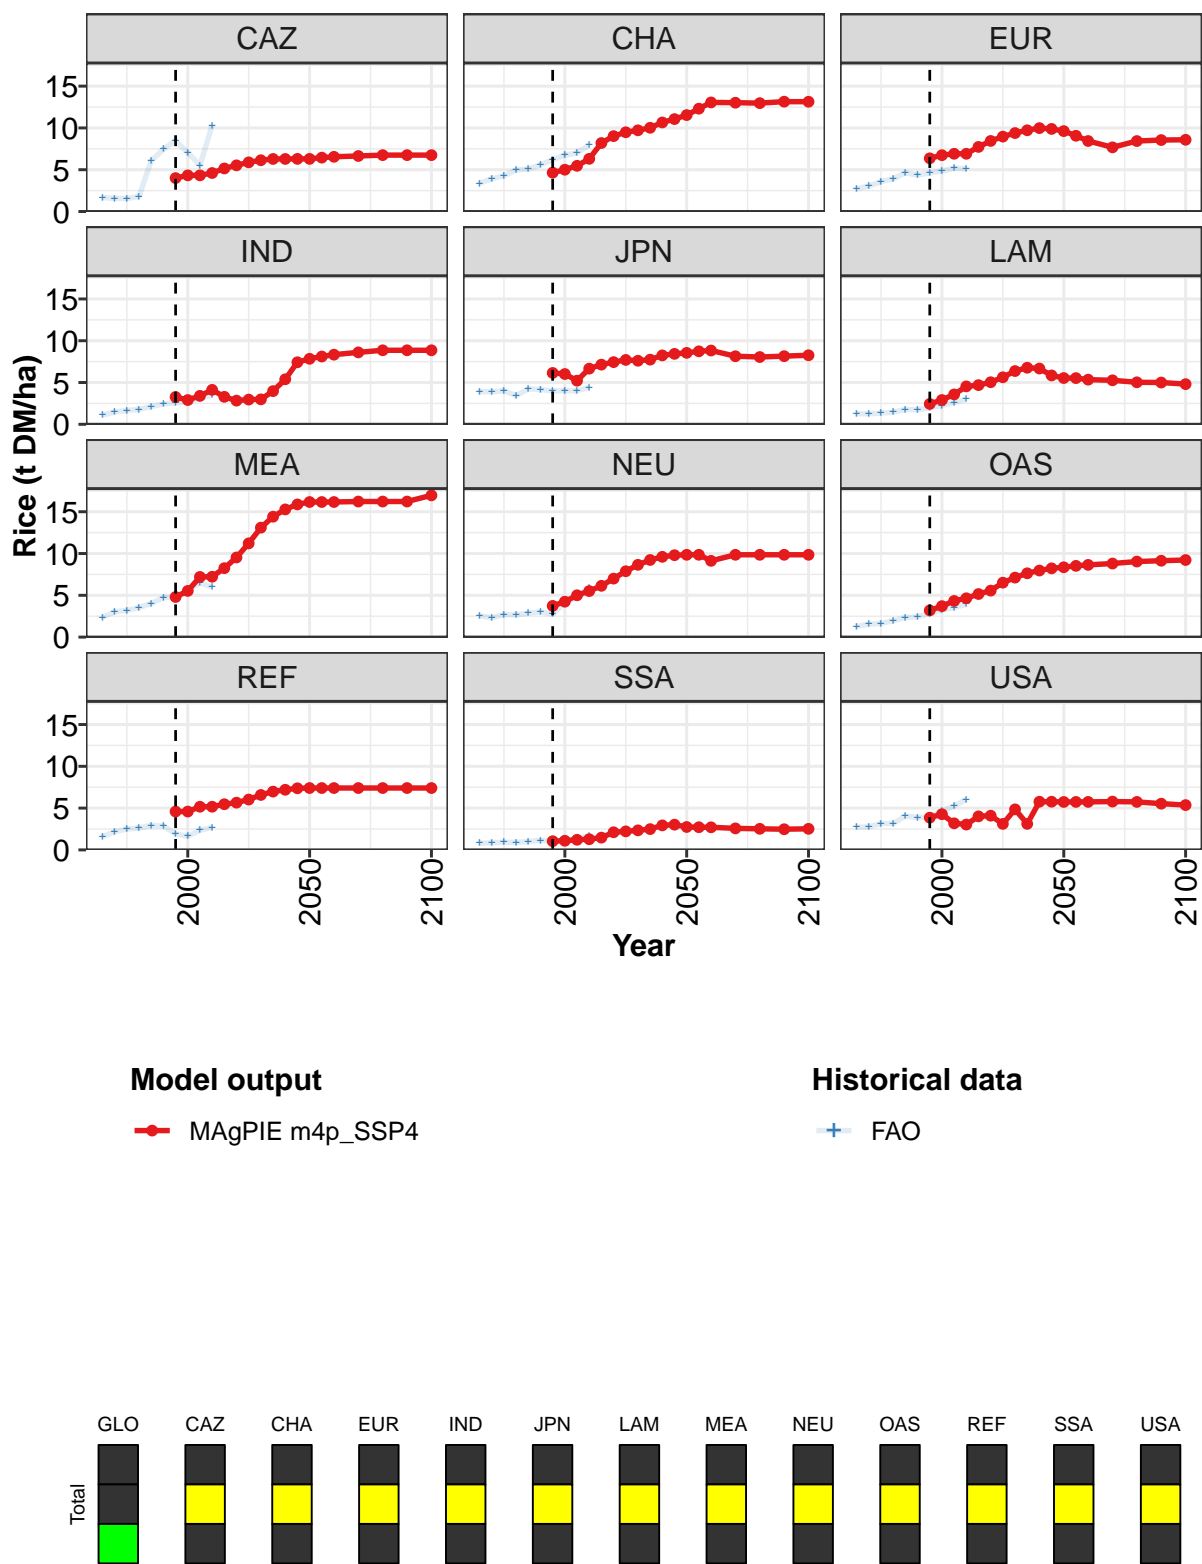 CAZ CHA EUR
15
10
5
0
IND JPN LAM
15
10
5
0
MEA NEU OAS
15
10
5
0
REF SSA USA
15
10
5
0
Rice (t DM/ha)
2000 2050 2100 2000 2050 2100 2000 2050 2100
Year
Model output Historical data
MAgPIE m4p_SSP4 FAO
GLO CAZ CHA EUR IND JPN LAM MEA NEU OAS REF SSA USA
Total